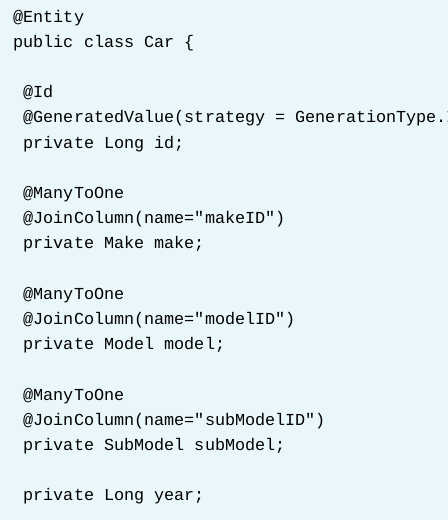 @Entity
public class Car {
@Id
@GeneratedValue(strategy = GenerationType.
private Long id;
@ManyToOne
@JoinColumn(name="makeID")
private Make make;
@ManyToOne
@JoinColumn(name="modelID")
private Model model;
@ManyToOne
@JoinColumn(name="subModelID")
private SubModel subModel;
private Long year;